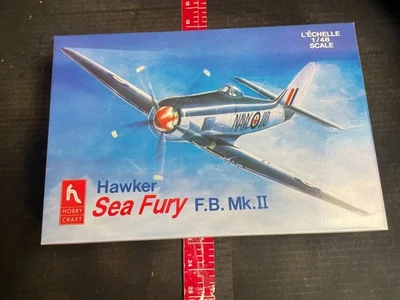 L'ÉCHELLE
1/48
SCALE
Hawker
Sea Fury F.B. Mk.II
HOBBY
CRAFT